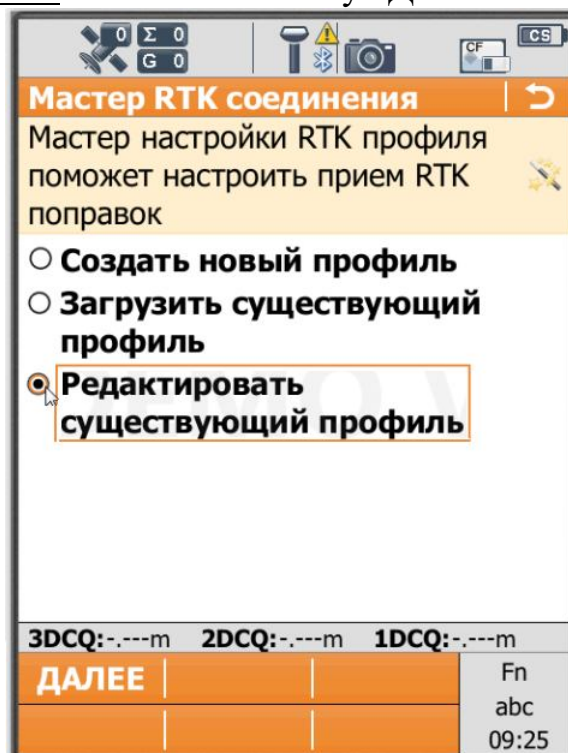 0 Σ 0
G 0
CF
CS
Мастер RTK соединения
Мастер настройки RTK профиля
поможет настроить прием RTK
поправок
Создать новый профиль
Загрузить существующий
профиль
Редактировать
существующий профиль
3DCQ:-.---m 2DCQ:-.---m 1DCQ:-.---m
ДАЛЕЕ
Fn
abc
09:25